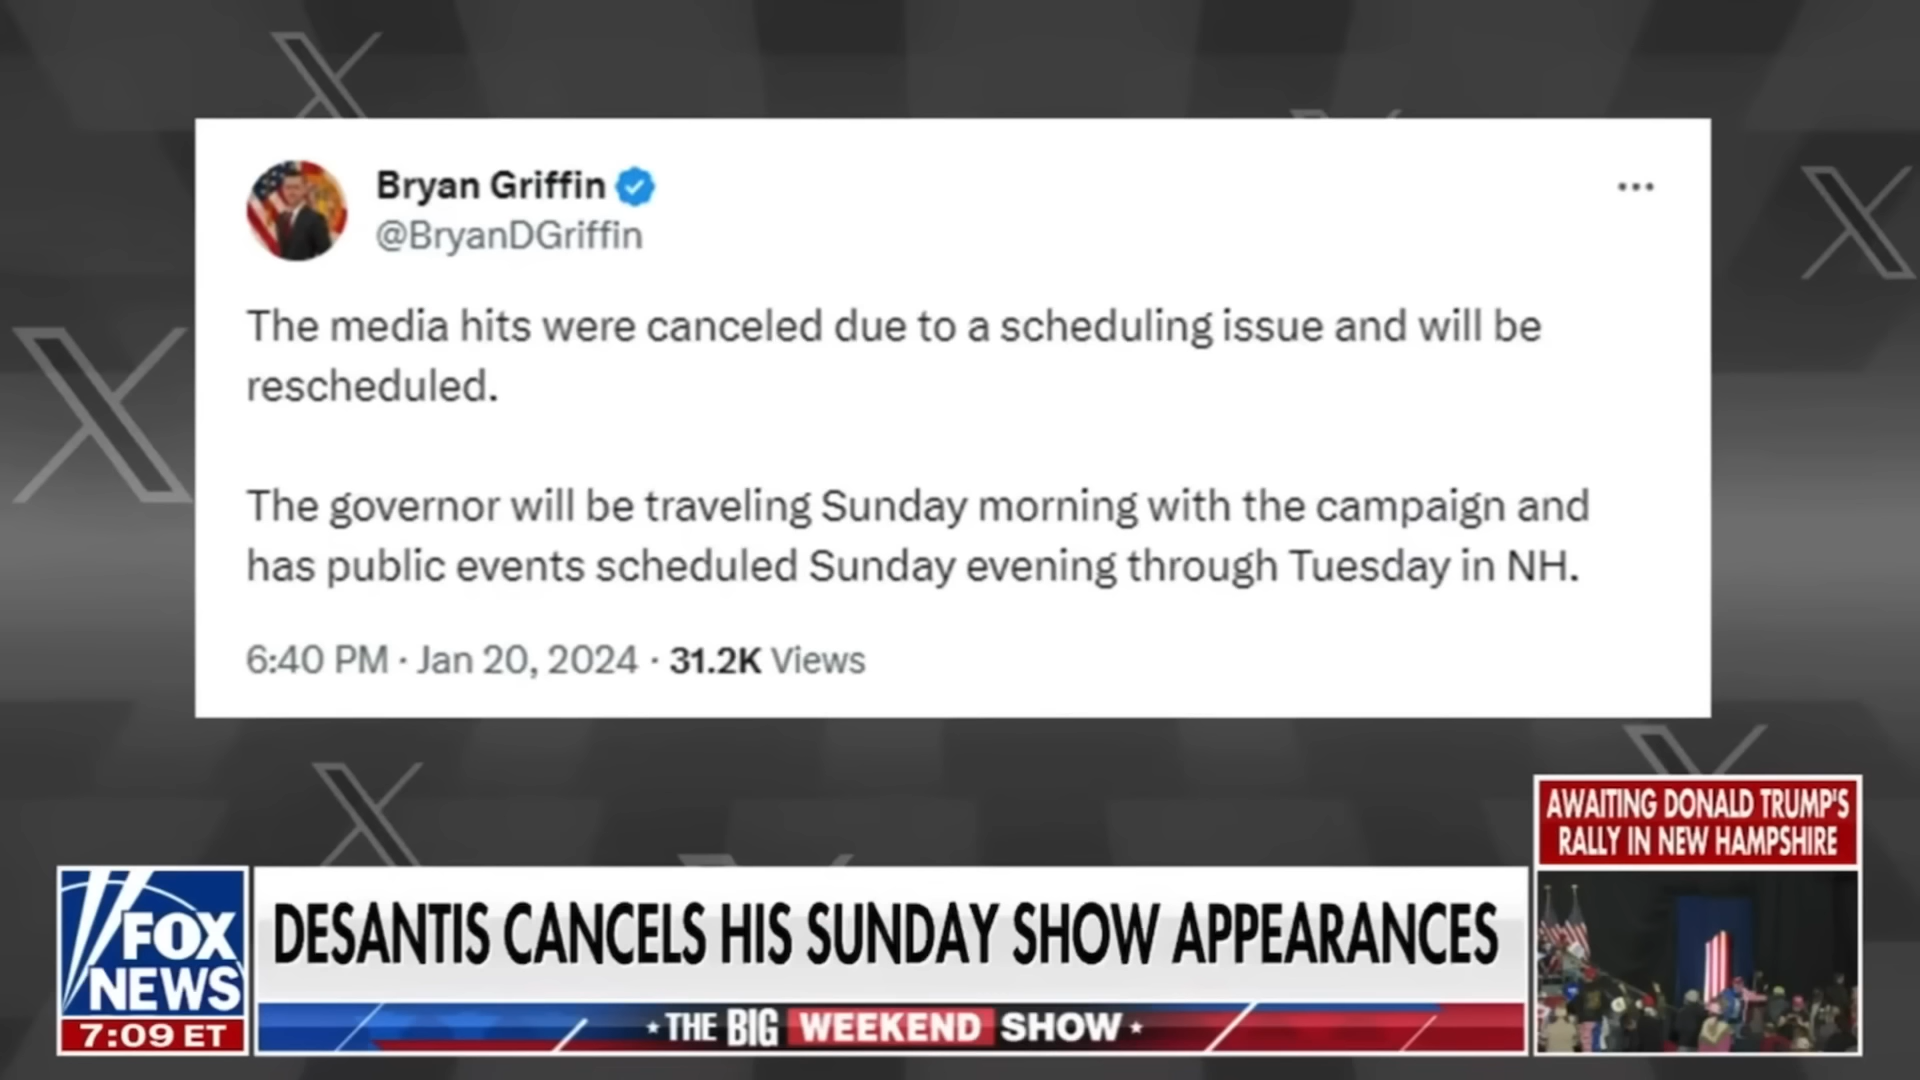 Bryan Griffin
@BryanDGriffin
The media hits were canceled due to a scheduling issue and will be
rescheduled.
The governor will be traveling Sunday morning with the campaign and
has public events scheduled Sunday evening through Tuesday in NH.
6:40 PM · Jan 20, 2024 · 31.2K Views
AWAITING DONALD TRUMP'S
RALLY IN NEW HAMPSHIRE
FOX
NEWS
7:09 ET
DESANTIS CANCELS HIS SUNDAY SHOW APPEARANCES
THE BIG WEEKEND SHOW